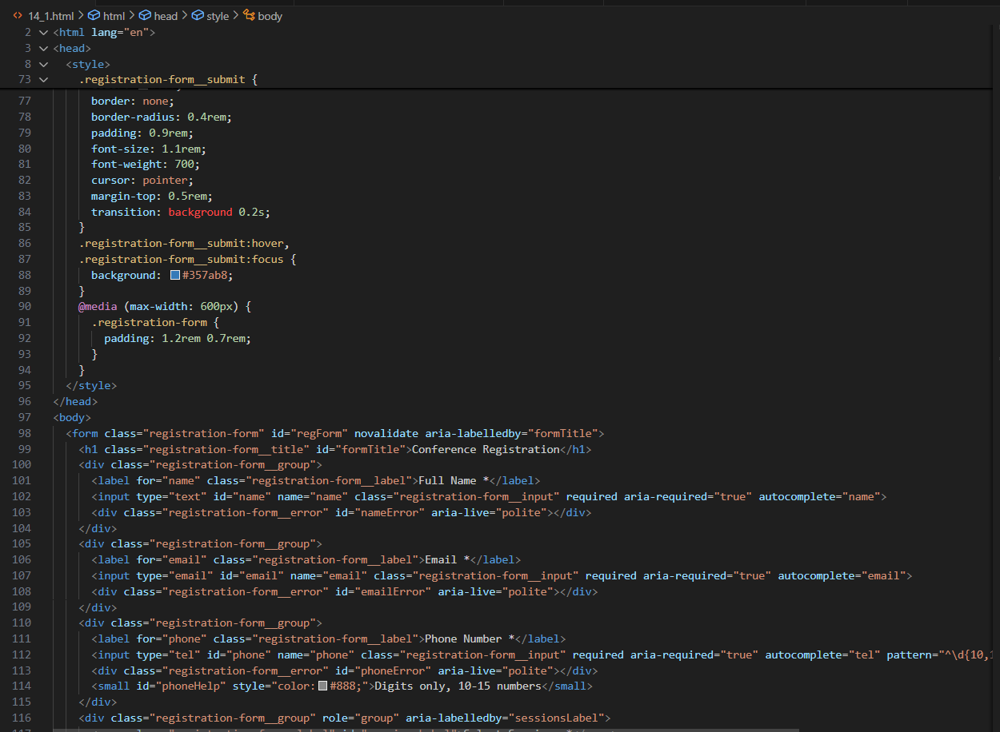 14_1.html > html > head > style > body
2 <html lang="en">
3 <head>
8 <style>
73 .registration-form__submit {
77 border: none;
78 border-radius: 0.4rem;
79 padding: 0.9rem;
80 font-size: 1.1rem;
81 font-weight: 700;
82 cursor: pointer;
83 margin-top: 0.5rem;
84 transition: background 0.2s;
85 }
86 .registration-form__submit:hover,
87 .registration-form__submit:focus {
88 background: #357ab8;
89 }
90 @media (max-width: 600px) {
91 .registration-form {
92 padding: 1.2rem 0.7rem;
93 }
94 }
95 </style>
96 </head>
97 <body>
98 <form class="registration-form" id="regForm" novalidate aria-labelledby="formTitle">
99 <h1 class="registration-form__title" id="formTitle">Conference Registration</h1>
100 <div class="registration-form__group">
101 <label for="name" class="registration-form__label">Full Name *</label>
102 <input type="text" id="name" name="name" class="registration-form__input" required aria-required="true" autocomplete="name">
103 <div class="registration-form__error" id="nameError" aria-live="polite"></div>
104 </div>
105 <div class="registration-form__group">
106 <label for="email" class="registration-form__label">Email *</label>
107 <input type="email" id="email" name="email" class="registration-form__input" required aria-required="true" autocomplete="email">
108 <div class="registration-form__error" id="emailError" aria-live="polite"></div>
109 </div>
110 <div class="registration-form__group">
111 <label for="phone" class="registration-form__label">Phone Number *</label>
112 <input type="tel" id="phone" name="phone" class="registration-form__input" required aria-required="true" autocomplete="tel" pattern="^\d{10,1
113 <div class="registration-form__error" id="phoneError" aria-live="polite"></div>
114 <small id="phoneHelp" style="color: #888;">Digits only, 10-15 numbers</small>
115 </div>
116 <div class="registration-form__group" role="group" aria-labelledby="sessionsLabel">